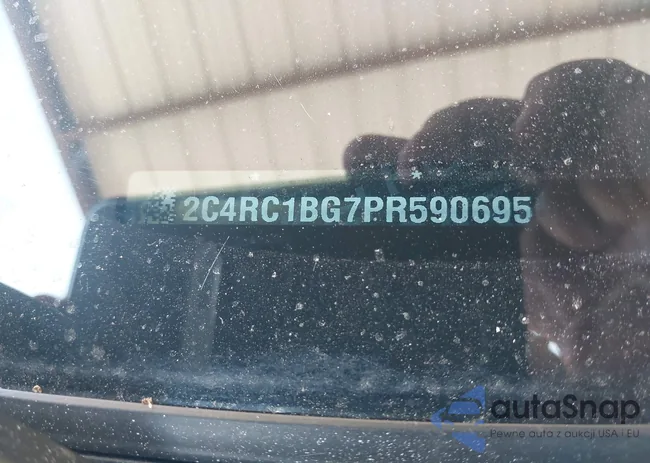 2C4RC1BG7PR590695
autaSnap
Pewne auta z aukcji USA i EU